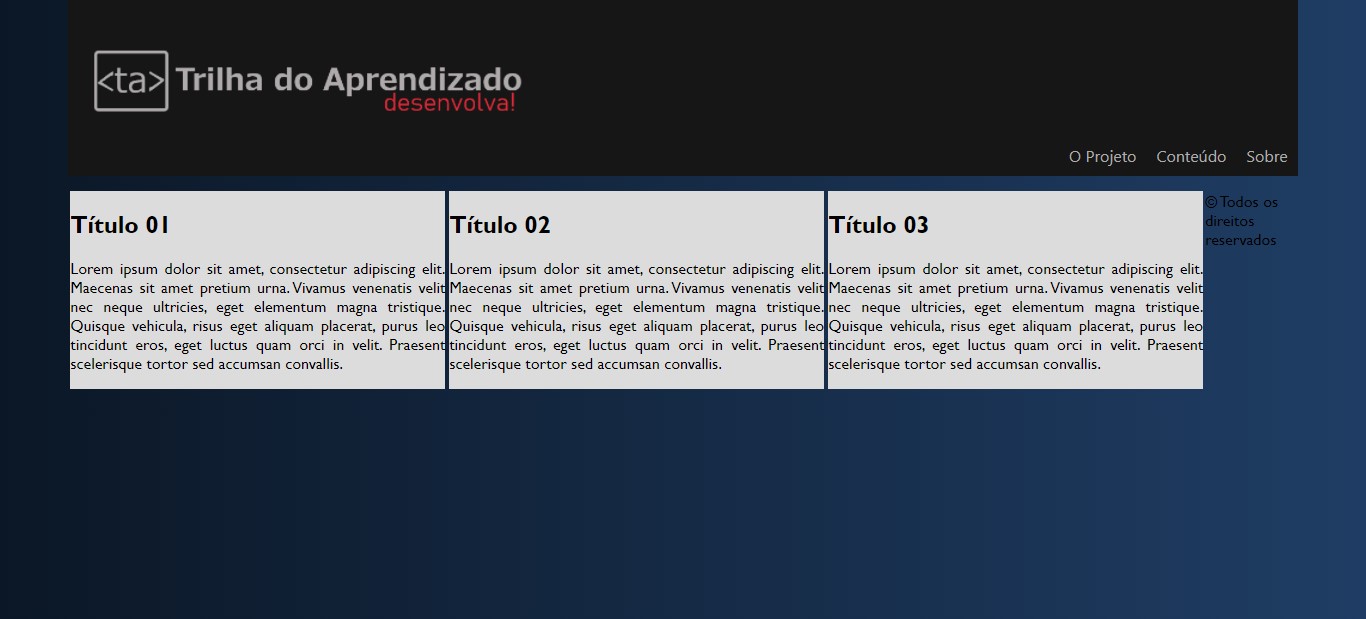 <ta> Trilha do Aprendizado
desenvolva!
O Projeto Conteúdo Sobre
Título 01
Lorem ipsum dolor sit amet, consectetur adipiscing elit.
Maecenas sit amet pretium urna. Vivamus venenatis velit
nec neque ultricies, eget elementum magna tristique.
Quisque vehicula, risus eget aliquam placerat, purus leo
tincidunt eros, eget luctus quam orci in velit. Praesent
scelerisque tortor sed accumsan convallis.
Título 02
Lorem ipsum dolor sit amet, consectetur adipiscing elit.
Maecenas sit amet pretium urna. Vivamus venenatis velit
nec neque ultricies, eget elementum magna tristique.
Quisque vehicula, risus eget aliquam placerat, purus leo
tincidunt eros, eget luctus quam orci in velit. Praesent
scelerisque tortor sed accumsan convallis.
Título 03
Lorem ipsum dolor sit amet, consectetur adipiscing elit.
Maecenas sit amet pretium urna. Vivamus venenatis velit
nec neque ultricies, eget elementum magna tristique.
Quisque vehicula, risus eget aliquam placerat, purus leo
tincidunt eros, eget luctus quam orci in velit. Praesent
scelerisque tortor sed accumsan convallis.
© Todos os
direitos
reservados